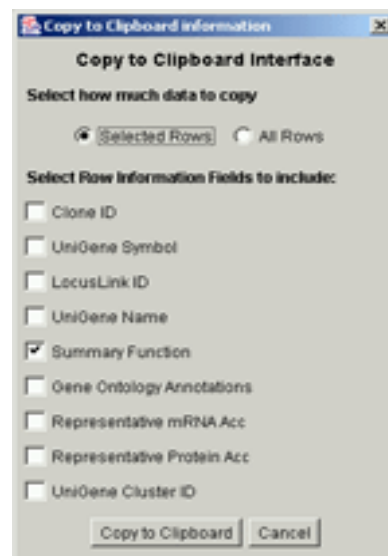 Copy to Clipboard information
Copy to Clipboard Interface
Select how much data to copy
Selected Rows All Rows
Select Row Information Fields to include:
Clone ID
UniGene Symbol
LocusLink ID
UniGene Name
Summary Function
Gene Ontology Annotations
Representative mRNA Acc
Representative Protein Acc
UniGene Cluster ID
Copy to Clipboard Cancel